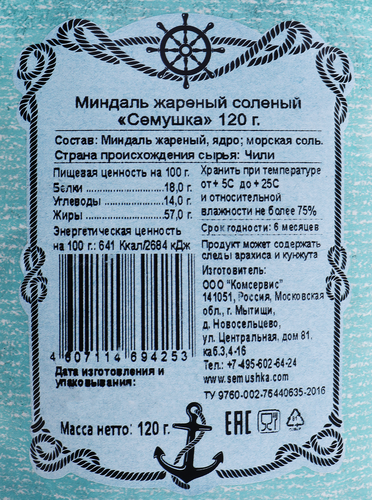 Миндаль жареный соленый
«Семушка» 120 г.
Состав: Миндаль жареный, ядро; морская соль.
Страна происхождения сырья: Чили
Пищевая ценность на 100 г.
Белки ........................ 18,0 г.
Углеводы ................. 14,0 г.
Жиры ........................ 57,0 г.
Энергетическая ценность
на 100 г.: 641 Ккал/2684 кДж
Хранить при температуре
от + 5С до + 25С
и относительной
влажности не более 75%
Срок годности: 6 месяцев
Продукт может содержать
следы арахиса и кунжута
Изготовитель:
ООО "Комсервис"
141051, Россия, Московская
обл., г. Мытищи,
д. Новосельцево,
ул. Центральная, дом 81.
каб.3,4-16
Тел.: +7-495-602-64-24
www.semushka.com
ТУ 9760-002-76440635-2016
4 607114 694253
Дата изготовления и
упаковывания:
Масса нетто: 120 г.
ЕАС